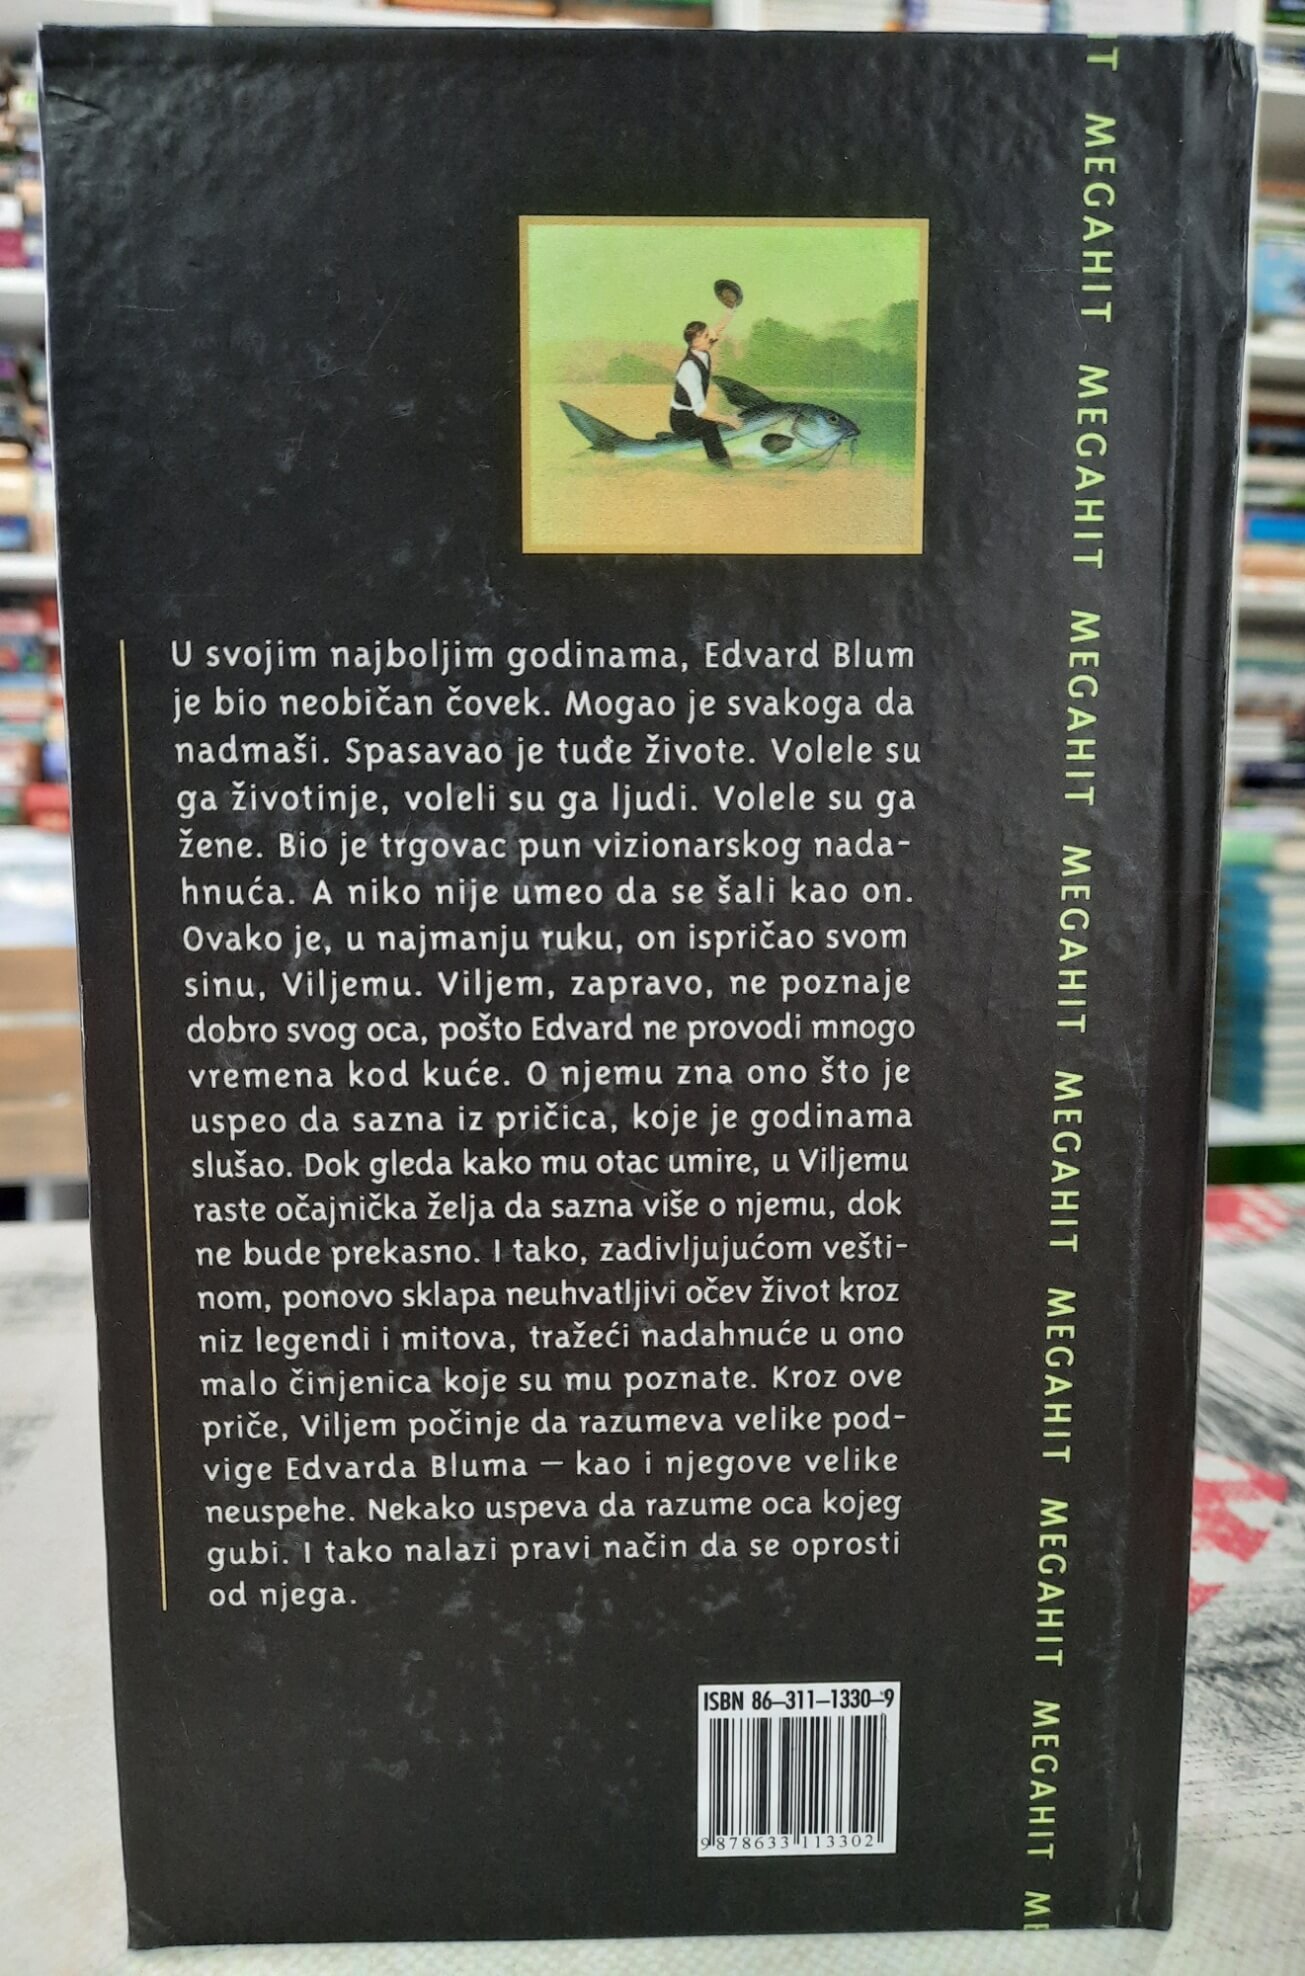 U svojim najboljim godinama, Edvard Blum
je bio neobičan čovek. Mogao je svakoga da
nadmaši. Spasavao je tuđe živote. Volele su
ga životinje, voleli su ga ljudi. Volele su ga
žene. Bio je trgovac pun vizionarskog nada-
hnuća. A niko nije umeo da se šali kao on.
Ovako je, u najmanju ruku, on ispričao svom
sinu, Viljemu. Viljem, zapravo, ne poznaje
dobro svog oca, pošto Edvard ne provodi mnogo
vremena kod kuće. O njemu zna ono što je
uspeo da sazna iz pričica, koje je godinama
slušao. Dok gleda kako mu otac umire, u Viljemu
raste očajnička želja da sazna više o njemu, dok
ne bude prekasno. I tako, zadivljujućom vešti-
nom, ponovo sklapa neuhvatljivi očev život kroz
niz legendi i mitova, tražeći nadahnuće u ono
malo činjenica koje su mu poznate. Kroz ove
priče, Viljem počinje da razumeva velike pod-
vige Edvarda Bluma — kao i njegove velike
neuspehe. Nekako uspeva da razume oca kojeg
gubi. I tako nalazi pravi način da se oprosti
od njega.
ISBN 86–311–1330–9
9878633113302
IT MEGAHIT MEGAHIT MEGAHIT MEGAHIT MEGAHIT MEGAHIT MEGAHIT MEGAHIT ME